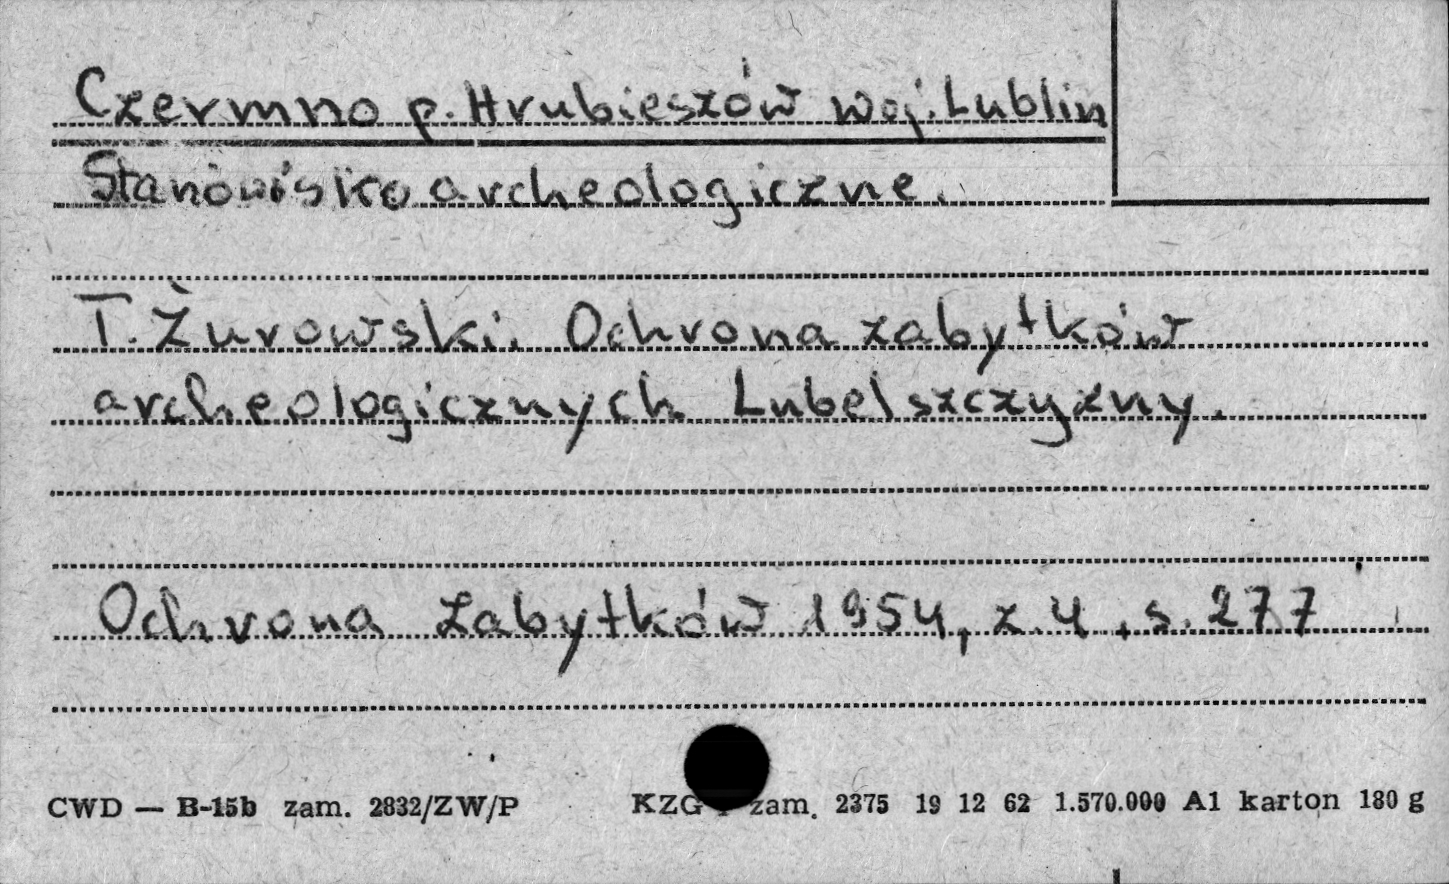 Czermno p. Hrubieszów woj. Lublin
Stanowisko archeologiczne.
T. Żurowski. Ochrona zabytków
archeologicznych Lubelszczyzny.
Ochrona Zabytków 1954, z. 4, s. 277
CWD — B-15b zam. 2832/ZW/P KZG zam. 2375 19 12 62 1.570.000 A1 karton 180 g